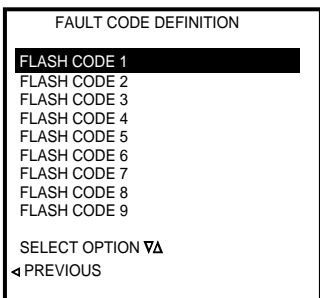 FAULT CODE DEFINITION
FLASH CODE 1
FLASH CODE 2
FLASH CODE 3
FLASH CODE 4
FLASH CODE 5
FLASH CODE 6
FLASH CODE 7
FLASH CODE 8
FLASH CODE 9
SELECT OPTION ∇∆
◁ PREVIOUS